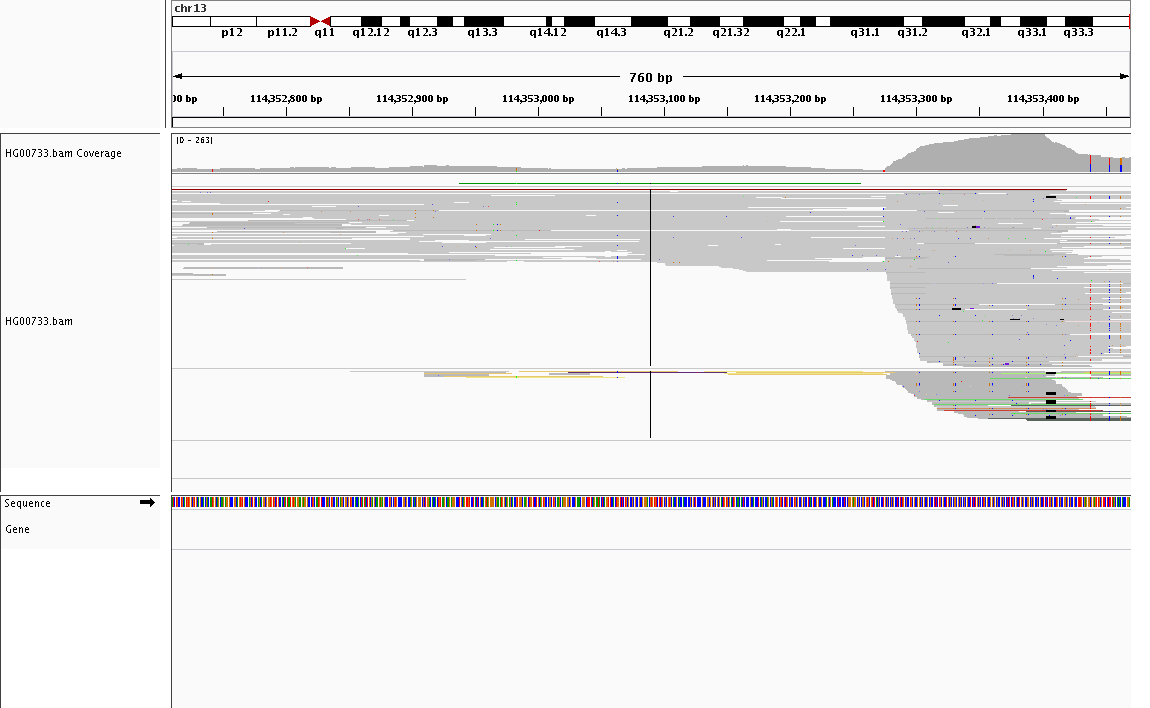 chr13
p12 p11.2 q11 q12.12 q12.3 q13.3 q14.12 q14.3 q21.2 q21.32 q22.1 q31.1 q31.2 q32.1 q33.1 q33.3
760 bp
00 bp 114,352,800 bp 114,352,900 bp 114,353,000 bp 114,353,100 bp 114,353,200 bp 114,353,300 bp 114,353,400 bp
[0 - 263]
HG00733.bam Coverage
HG00733.bam
Sequence
Gene